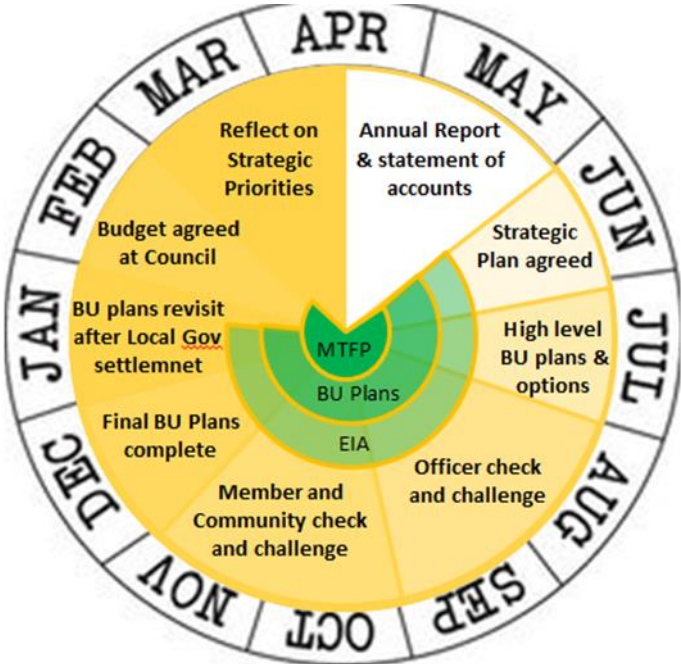 APR
MAY
JUN
JUL
AUG
SEP
OCT
NOV
DEC
JAN
FEB
MAR
Annual Report
& statement of
accounts
Strategic
Plan agreed
High level
BU plans &
options
Officer check
and challenge
Member and
Community check
and challenge
Final BU Plans
complete
BU plans revisit
after Local Gov
settlemnet
Budget agreed
at Council
Reflect on
Strategic
Priorities
MTFP
BU Plans
EIA